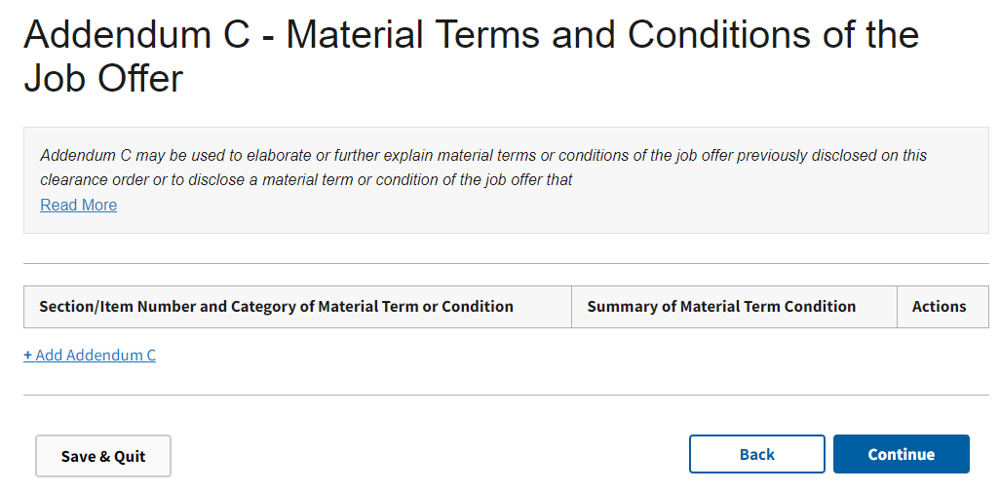 Addendum C - Material Terms and Conditions of the
Job Offer
Addendum C may be used to elaborate or further explain material terms or conditions of the job offer previously disclosed on this
clearance order or to disclose a material term or condition of the job offer that
Read More
Section/Item Number and Category of Material Term or Condition Summary of Material Term Condition Actions
+ Add Addendum C
Save & Quit Back Continue